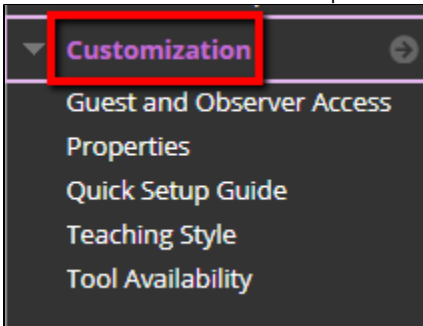 Customization
Guest and Observer Access
Properties
Quick Setup Guide
Teaching Style
Tool Availability